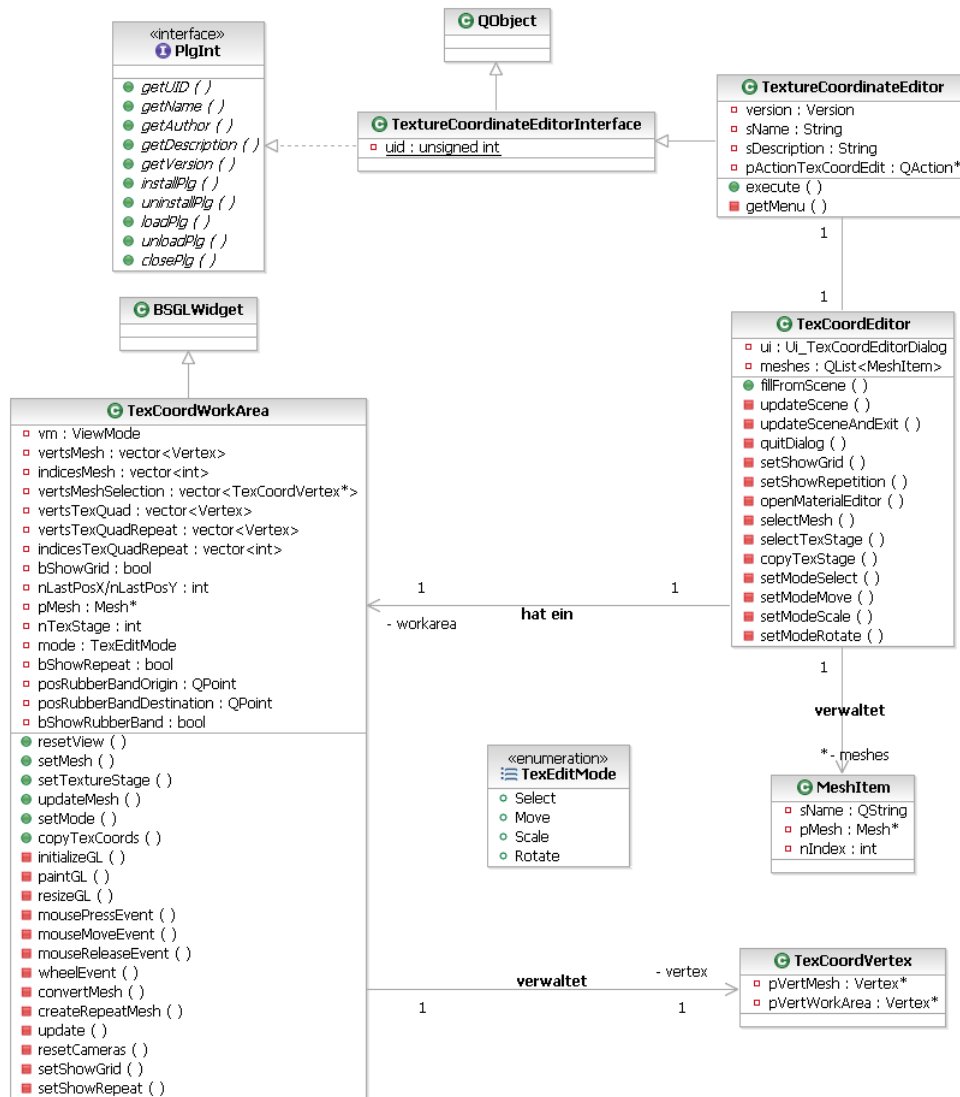 «interface»
PlgInt
getUID ( )
getName ( )
getAuthor ( )
getDescription ( )
getVersion ( )
installPlg ( )
uninstallPlg ( )
loadPlg ( )
unloadPlg ( )
closePlg ( )
QObject
TextureCoordinateEditorInterface
uid : unsigned int
TextureCoordinateEditor
version : Version
sName : String
sDescription : String
pActionTexCoordEdit : QAction*
execute ( )
getMenu ( )
1
1
BSGLWidget
TexCoordEditor
ui : Ui_TexCoordEditorDialog
meshes : QList<MeshItem>
fillFromScene ( )
updateScene ( )
updateSceneAndExit ( )
quitDialog ( )
setShowGrid ( )
setShowRepetition ( )
openMaterialEditor ( )
selectMesh ( )
selectTexStage ( )
copyTexStage ( )
setModeSelect ( )
setModeMove ( )
setModeScale ( )
setModeRotate ( )
TexCoordWorkArea
vm : ViewMode
vertsMesh : vector<Vertex>
indicesMesh : vector<int>
vertsMeshSelection : vector<TexCoordVertex*>
vertsTexQuad : vector<Vertex>
vertsTexQuadRepeat : vector<Vertex>
indicesTexQuadRepeat : vector<int>
bShowGrid : bool
nLastPosX/nLastPosY : int
pMesh : Mesh*
nTexStage : int
mode : TexEditMode
bShowRepeat : bool
posRubberBandOrigin : QPoint
posRubberBandDestination : QPoint
bShowRubberBand : bool
resetView ( )
setMesh ( )
setTextureStage ( )
updateMesh ( )
setMode ( )
copyTexCoords ( )
initializeGL ( )
paintGL ( )
resizeGL ( )
mousePressEvent ( )
mouseMoveEvent ( )
mouseReleaseEvent ( )
wheelEvent ( )
convertMesh ( )
createRepeatMesh ( )
update ( )
resetCameras ( )
setShowGrid ( )
setShowRepeat ( )
1
1
hat ein
- workarea
1
verwaltet
* - meshes
«enumeration»
TexEditMode
Select
Move
Scale
Rotate
MeshItem
sName : QString
pMesh : Mesh*
nIndex : int
verwaltet
- vertex
1
1
TexCoordVertex
pVertMesh : Vertex*
pVertWorkArea : Vertex*